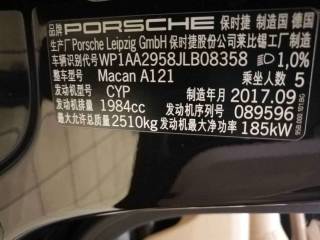 品牌 PORSCHE 保时捷 制造国 德国
生产厂 Porsche Leipzig GmbH 保时捷股份公司莱比锡工厂制造
车辆识别代号 WP1AA2958JLB08358 1,0%
整车型号 Macan A121 乘坐人数 5
发动机型号 CYP 制造年月 2017.09
发动机排量 1984cc 发动机序列号 089596
最大允许总质量 2510kg 发动机最大净功率 185kW